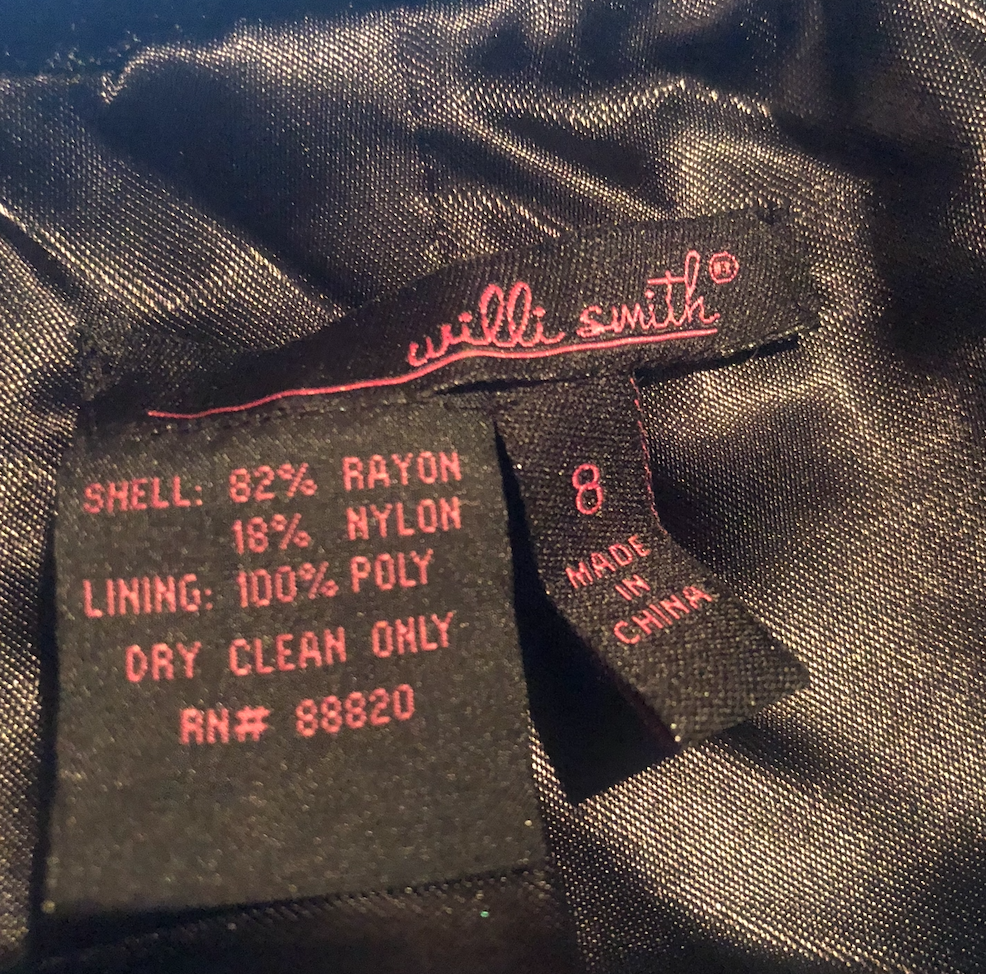 willi smith®
SHELL: 82% RAYON
18% NYLON
LINING: 100% POLY
DRY CLEAN ONLY
RN# 88820
8
MADE
IN
CHINA